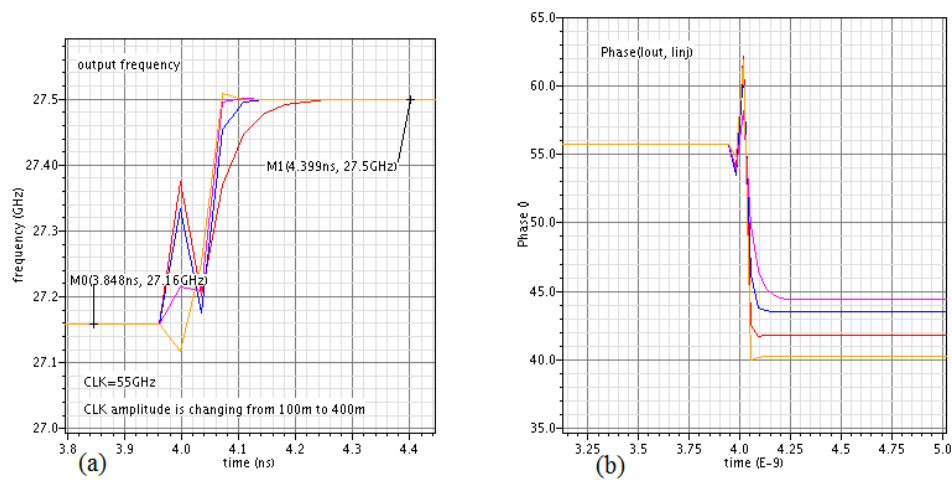 output frequency
frequency (GHz)
27.5
27.40
27.3
27.2
27.1
27.0
M1(4.399ns, 27.5GHz)
M0(3.848ns, 27.16GHz)
CLK=55GHz
CLK amplitude is changing from 100m to 400m
3.8 3.9 4.0 4.1 4.2 4.3 4.4
time (ns)
(a)
Phase(Iout, Iinj)
Phase 0
65.0
60.0
55.0
50.0
45.0
40.0
35.0
3.25 3.5 3.75 4.0 4.25 4.5 4.75 5.0
time (E-9)
(b)